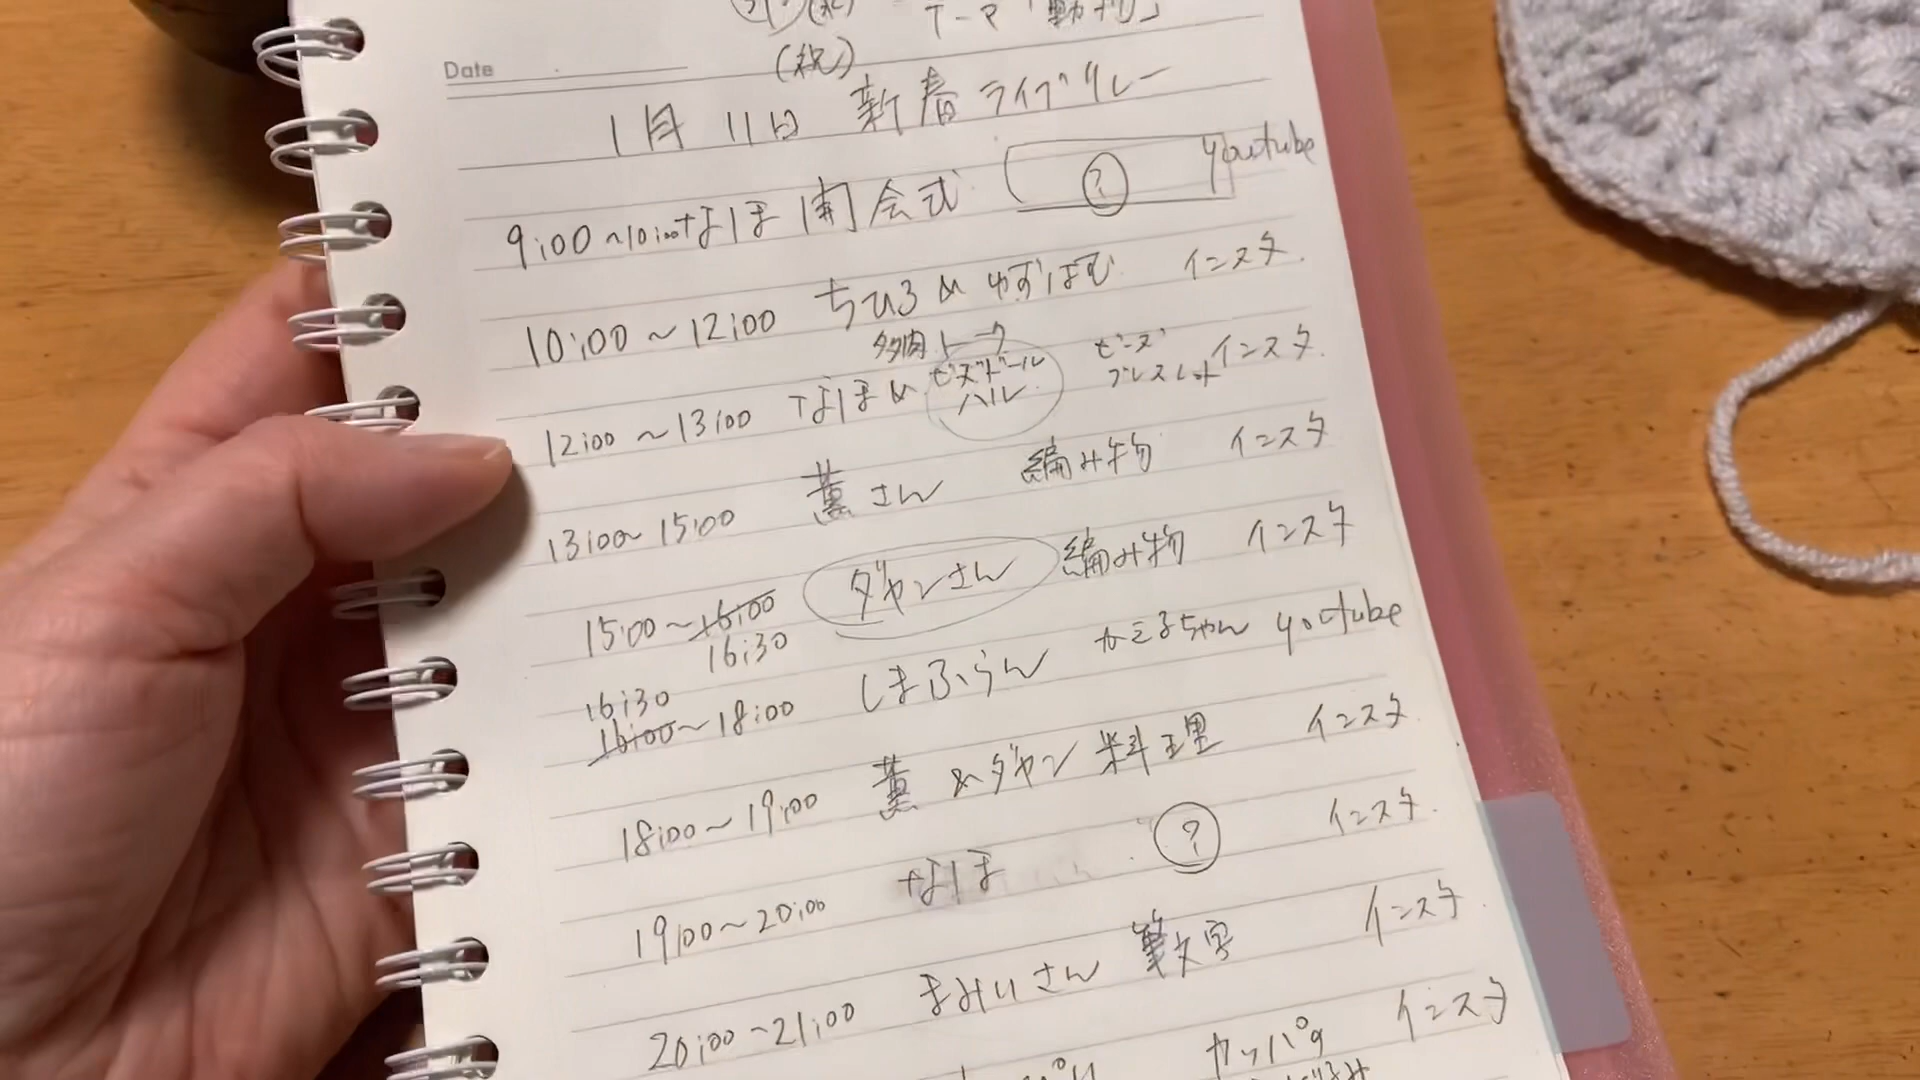 テーマ「動物」
Date
(祝)
1月11日 新春ライブリレー
9:00~10:00 なほ 開会式 ? youtube
10:00~12:00 ちひろ & ゆずぽむ インスタ
多肉トーク
12:00~13:00 なほ & ビーズドール ハル ビーズ ブレスレット インスタ
13:00~15:00 薫さん 編み物 インスタ
15:00~16:00 ダヤンさん 編み物 インスタ
16:30
16:30
16:00~18:00 しまふらん かみるちゃん youtube
18:00~19:00 薫&ダヤン 料理 インスタ
19:00~20:00 なほ ? インスタ
20:00~21:00 まみいさん 筆文字 インスタ
カッパの インスタ